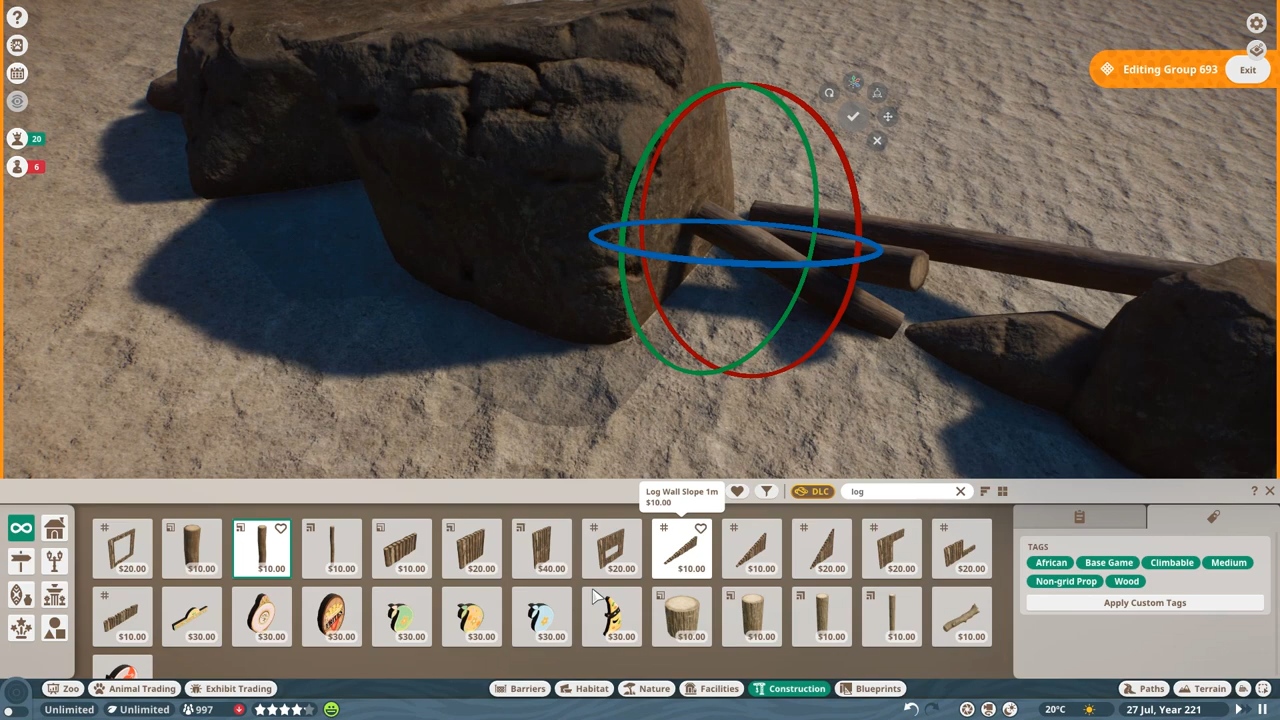 ?
Editing Group 693
Exit
20
6
Log Wall Slope 1m
$10.00
DLC
log
?
$20.00
$10.00
$10.00
$10.00
$10.00
$20.00
$40.00
$20.00
$10.00
$10.00
$20.00
$20.00
$20.00
$10.00
$30.00
$30.00
$30.00
$30.00
$30.00
$30.00
$30.00
$10.00
$10.00
$10.00
$10.00
$10.00
TAGS
African
Base Game
Climbable
Medium
Non-grid Prop
Wood
Apply Custom Tags
Zoo
Animal Trading
Exhibit Trading
Barriers
Habitat
Nature
Facilities
Construction
Blueprints
Paths
Terrain
Unlimited
Unlimited
997
20°C
27 Jul, Year 221